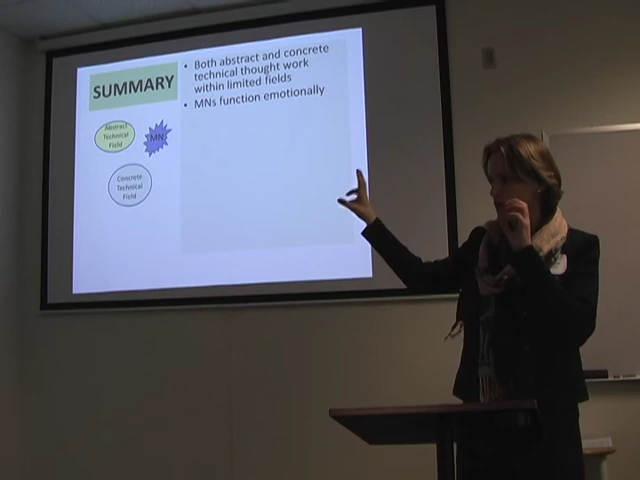 SUMMARY
• Both abstract and concrete
technical thought work
within limited fields
• MNs function emotionally
Abstract
Technical
Field
MN
Concrete
Technical
Field